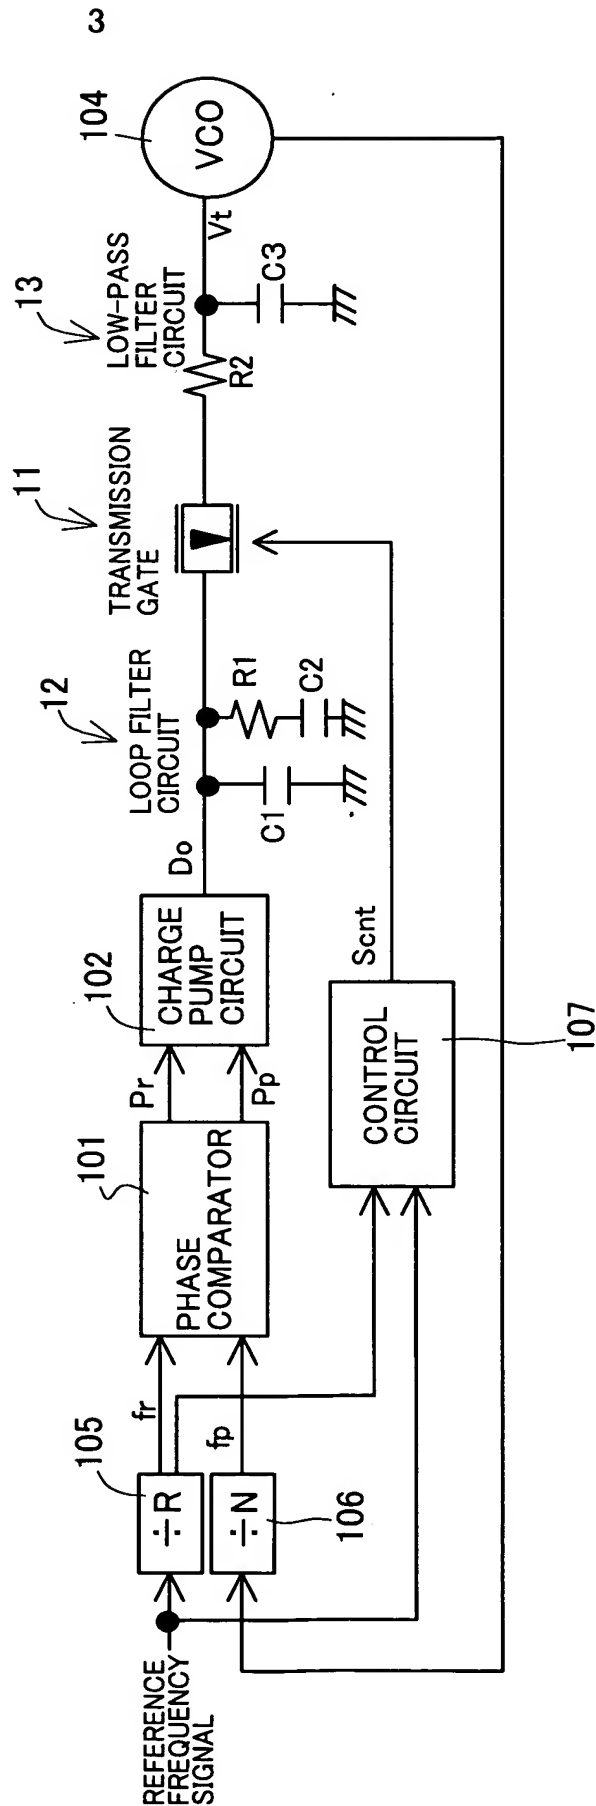 3
REFERENCE
FREQUENCY
SIGNAL
105
÷R
÷N
106
fr
fp
101
PHASE
COMPARATOR
Pr
Pp
102
CHARGE
PUMP
CIRCUIT
Do
12
LOOP FILTER
CIRCUIT
C1
R1
C2
11
TRANSMISSION
GATE
13
LOW-PASS
FILTER
CIRCUIT
R2
C3
Vt
104
VCO
CONTROL
CIRCUIT
107
Scnt